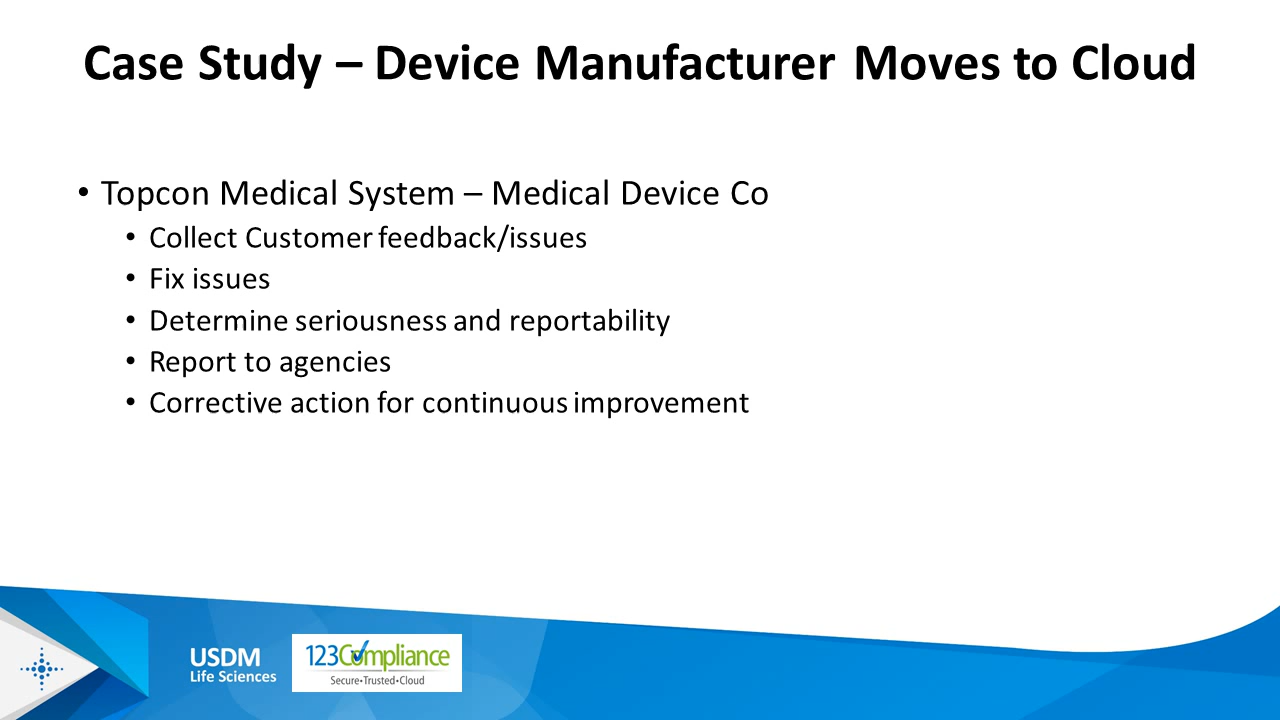 Case Study – Device Manufacturer Moves to Cloud
• Topcon Medical System – Medical Device Co
• Collect Customer feedback/issues
• Fix issues
• Determine seriousness and reportability
• Report to agencies
• Corrective action for continuous improvement
USDM
Life Sciences
123Compliance
Secure•Trusted•Cloud